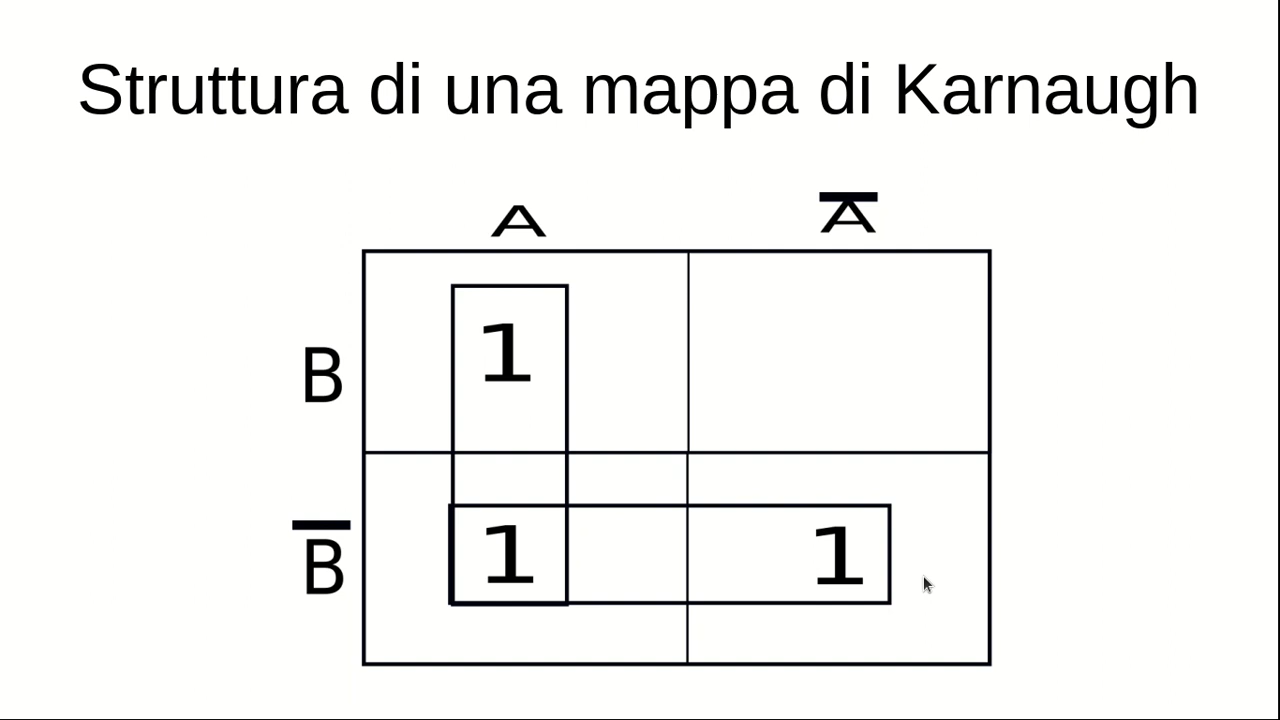 Struttura di una mappa di Karnaugh
A A̅
B 1
B̅ 1 1